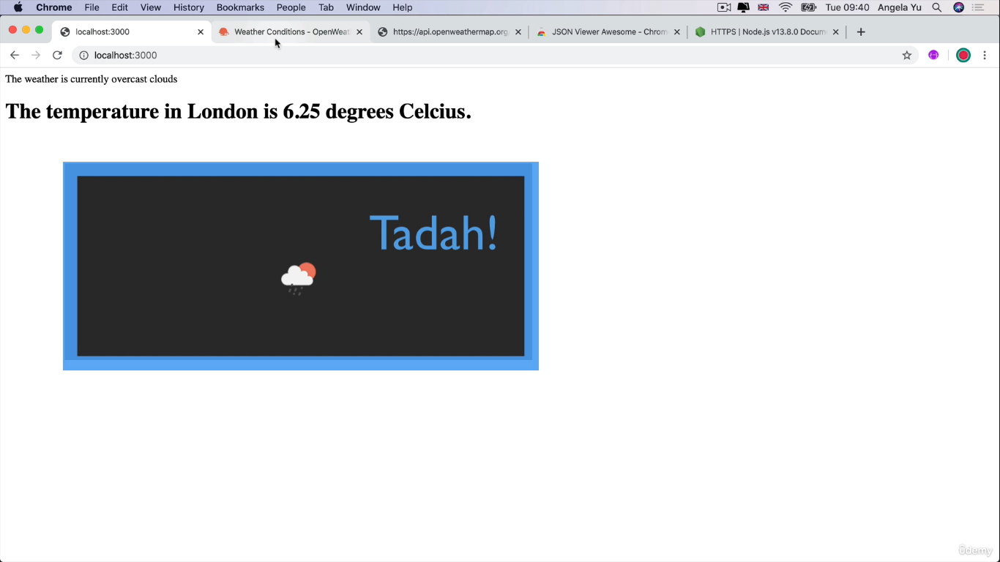 Chrome File Edit View History Bookmarks People Tab Window Help Tue 09:40 Angela Yu
localhost:3000 Weather Conditions - OpenWeat https://api.openweathermap.org JSON Viewer Awesome - Chrom HTTPS | Node.js v13.8.0 Docum
localhost:3000
The weather is currently overcast clouds
The temperature in London is 6.25 degrees Celcius.
Tadah!
ûdemy